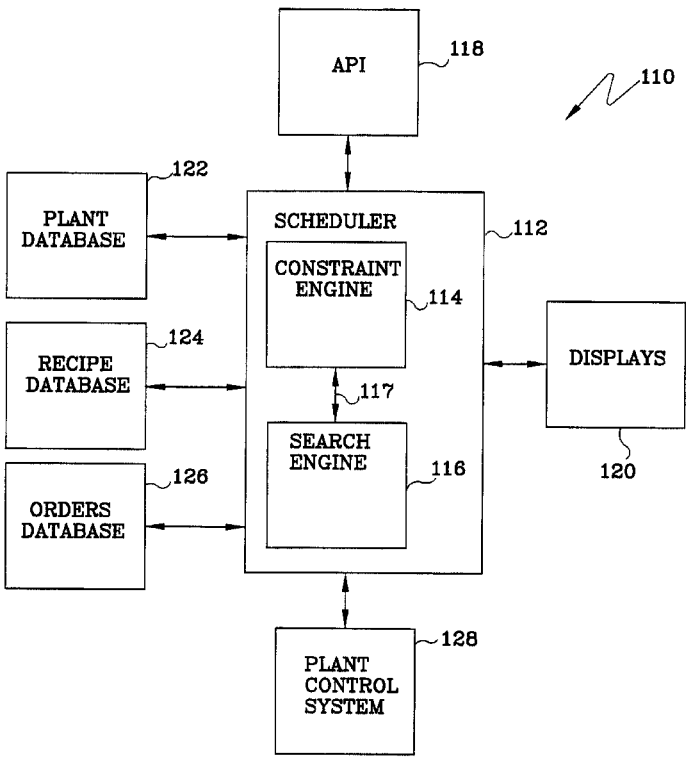 API
118
110
122
PLANT
DATABASE
SCHEDULER
112
CONSTRAINT
ENGINE
114
124
RECIPE
DATABASE
DISPLAYS
117
120
SEARCH
ENGINE
116
126
ORDERS
DATABASE
128
PLANT
CONTROL
SYSTEM